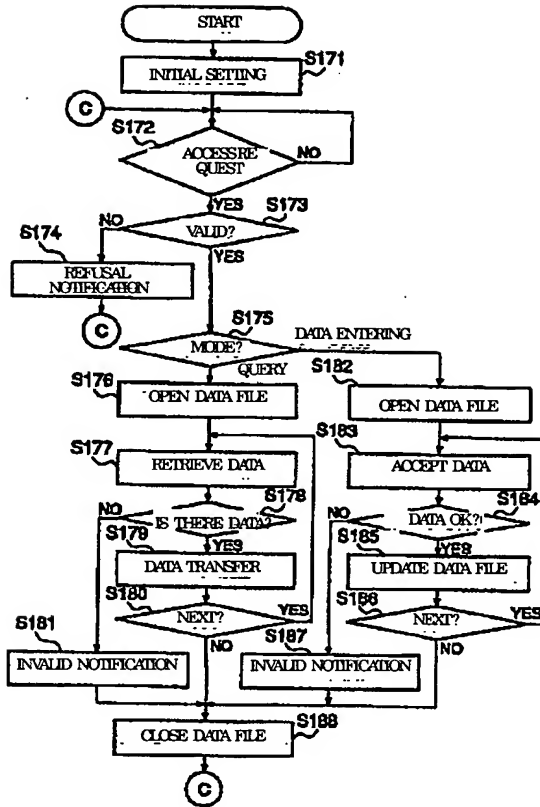 START
S171
INITIAL SETTING
C
S172
ACCESS RE
QUEST
NO
YES
S173
S174
NO
VALID?
YES
REFUSAL
NOTIFICATION
C
S175
DATA ENTERING
MODE?
S176
QUERY
S182
OPEN DATA FILE
OPEN DATA FILE
S177
S183
RETRIEVE DATA
ACCEPT DATA
NO
S178
NO
S184
IS THERE DATA?
DATA OK?
S179
YES
S185
YES
DATA TRANSFER
UPDATE DATA FILE
S180
S186
NEXT?
YES
NEXT?
YES
S181
NO
S187
NO
INVALID NOTIFICATION
INVALID NOTIFICATION
S188
CLOSE DATA FILE
C